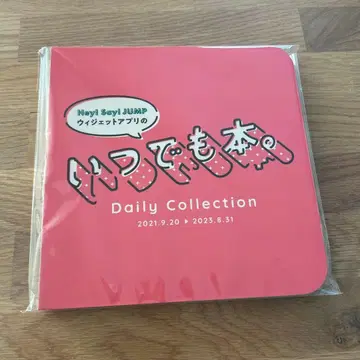 Hey! Say! JUMP
ウィジェットアプリの
いつでも本。
Daily Collection
2021.9.20 ▶ 2023.8.31